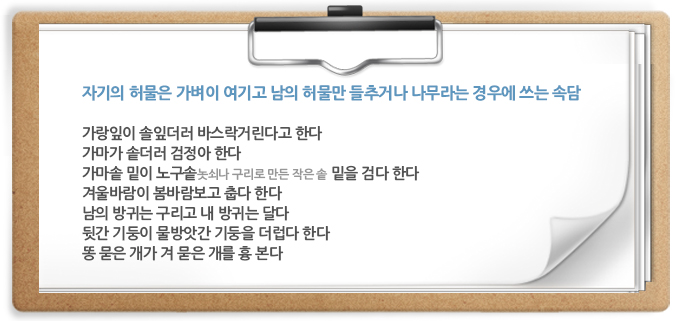 자기의 허물은 가벼이 여기고 남의 허물만 들추거나 나무라는 경우에 쓰는 속담
가랑잎이 솔잎더러 바스락거린다고 한다
가마가 솥더러 검정아 한다
가마솥 밑이 노구솥놋쇠나 구리로 만든 작은 솥 밑을 검다 한다
겨울바람이 봄바람보고 춥다 한다
남의 방귀는 구리고 내 방귀는 달다
뒷간 기둥이 물방앗간 기둥을 더럽다 한다
똥 묻은 개가 겨 묻은 개를 흉 본다